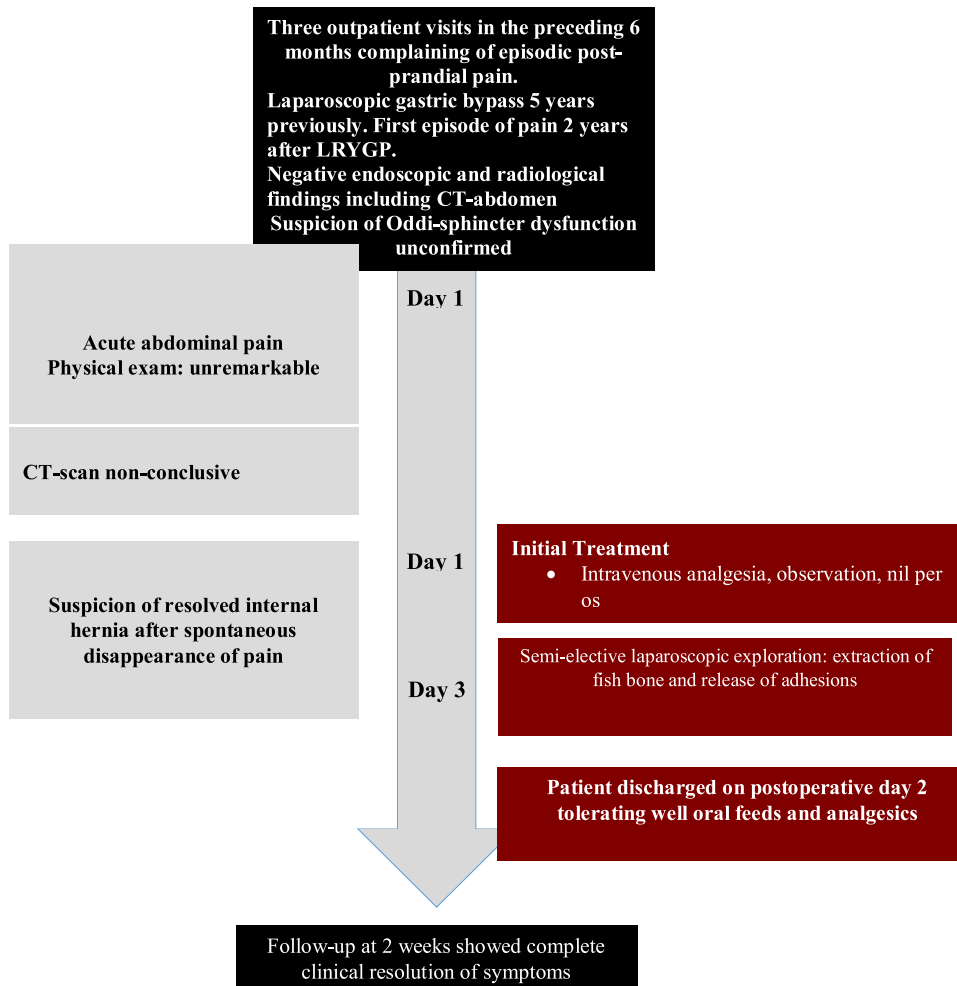 Three outpatient visits in the preceding 6
months complaining of episodic post-
prandial pain.
Laparoscopic gastric bypass 5 years
previously. First episode of pain 2 years
after LRYGP.
Negative endoscopic and radiological
findings including CT-abdomen
Suspicion of Oddi-sphincter dysfunction
unconfirmed
Day 1
Acute abdominal pain
Physical exam: unremarkable
CT-scan non-conclusive
Day 1
Initial Treatment
• Intravenous analgesia, observation, nil per
os
Suspicion of resolved internal
hernia after spontaneous
disappearance of pain
Day 3
Semi-elective laparoscopic exploration: extraction of
fish bone and release of adhesions
Patient discharged on postoperative day 2
tolerating well oral feeds and analgesics
Follow-up at 2 weeks showed complete
clinical resolution of symptoms